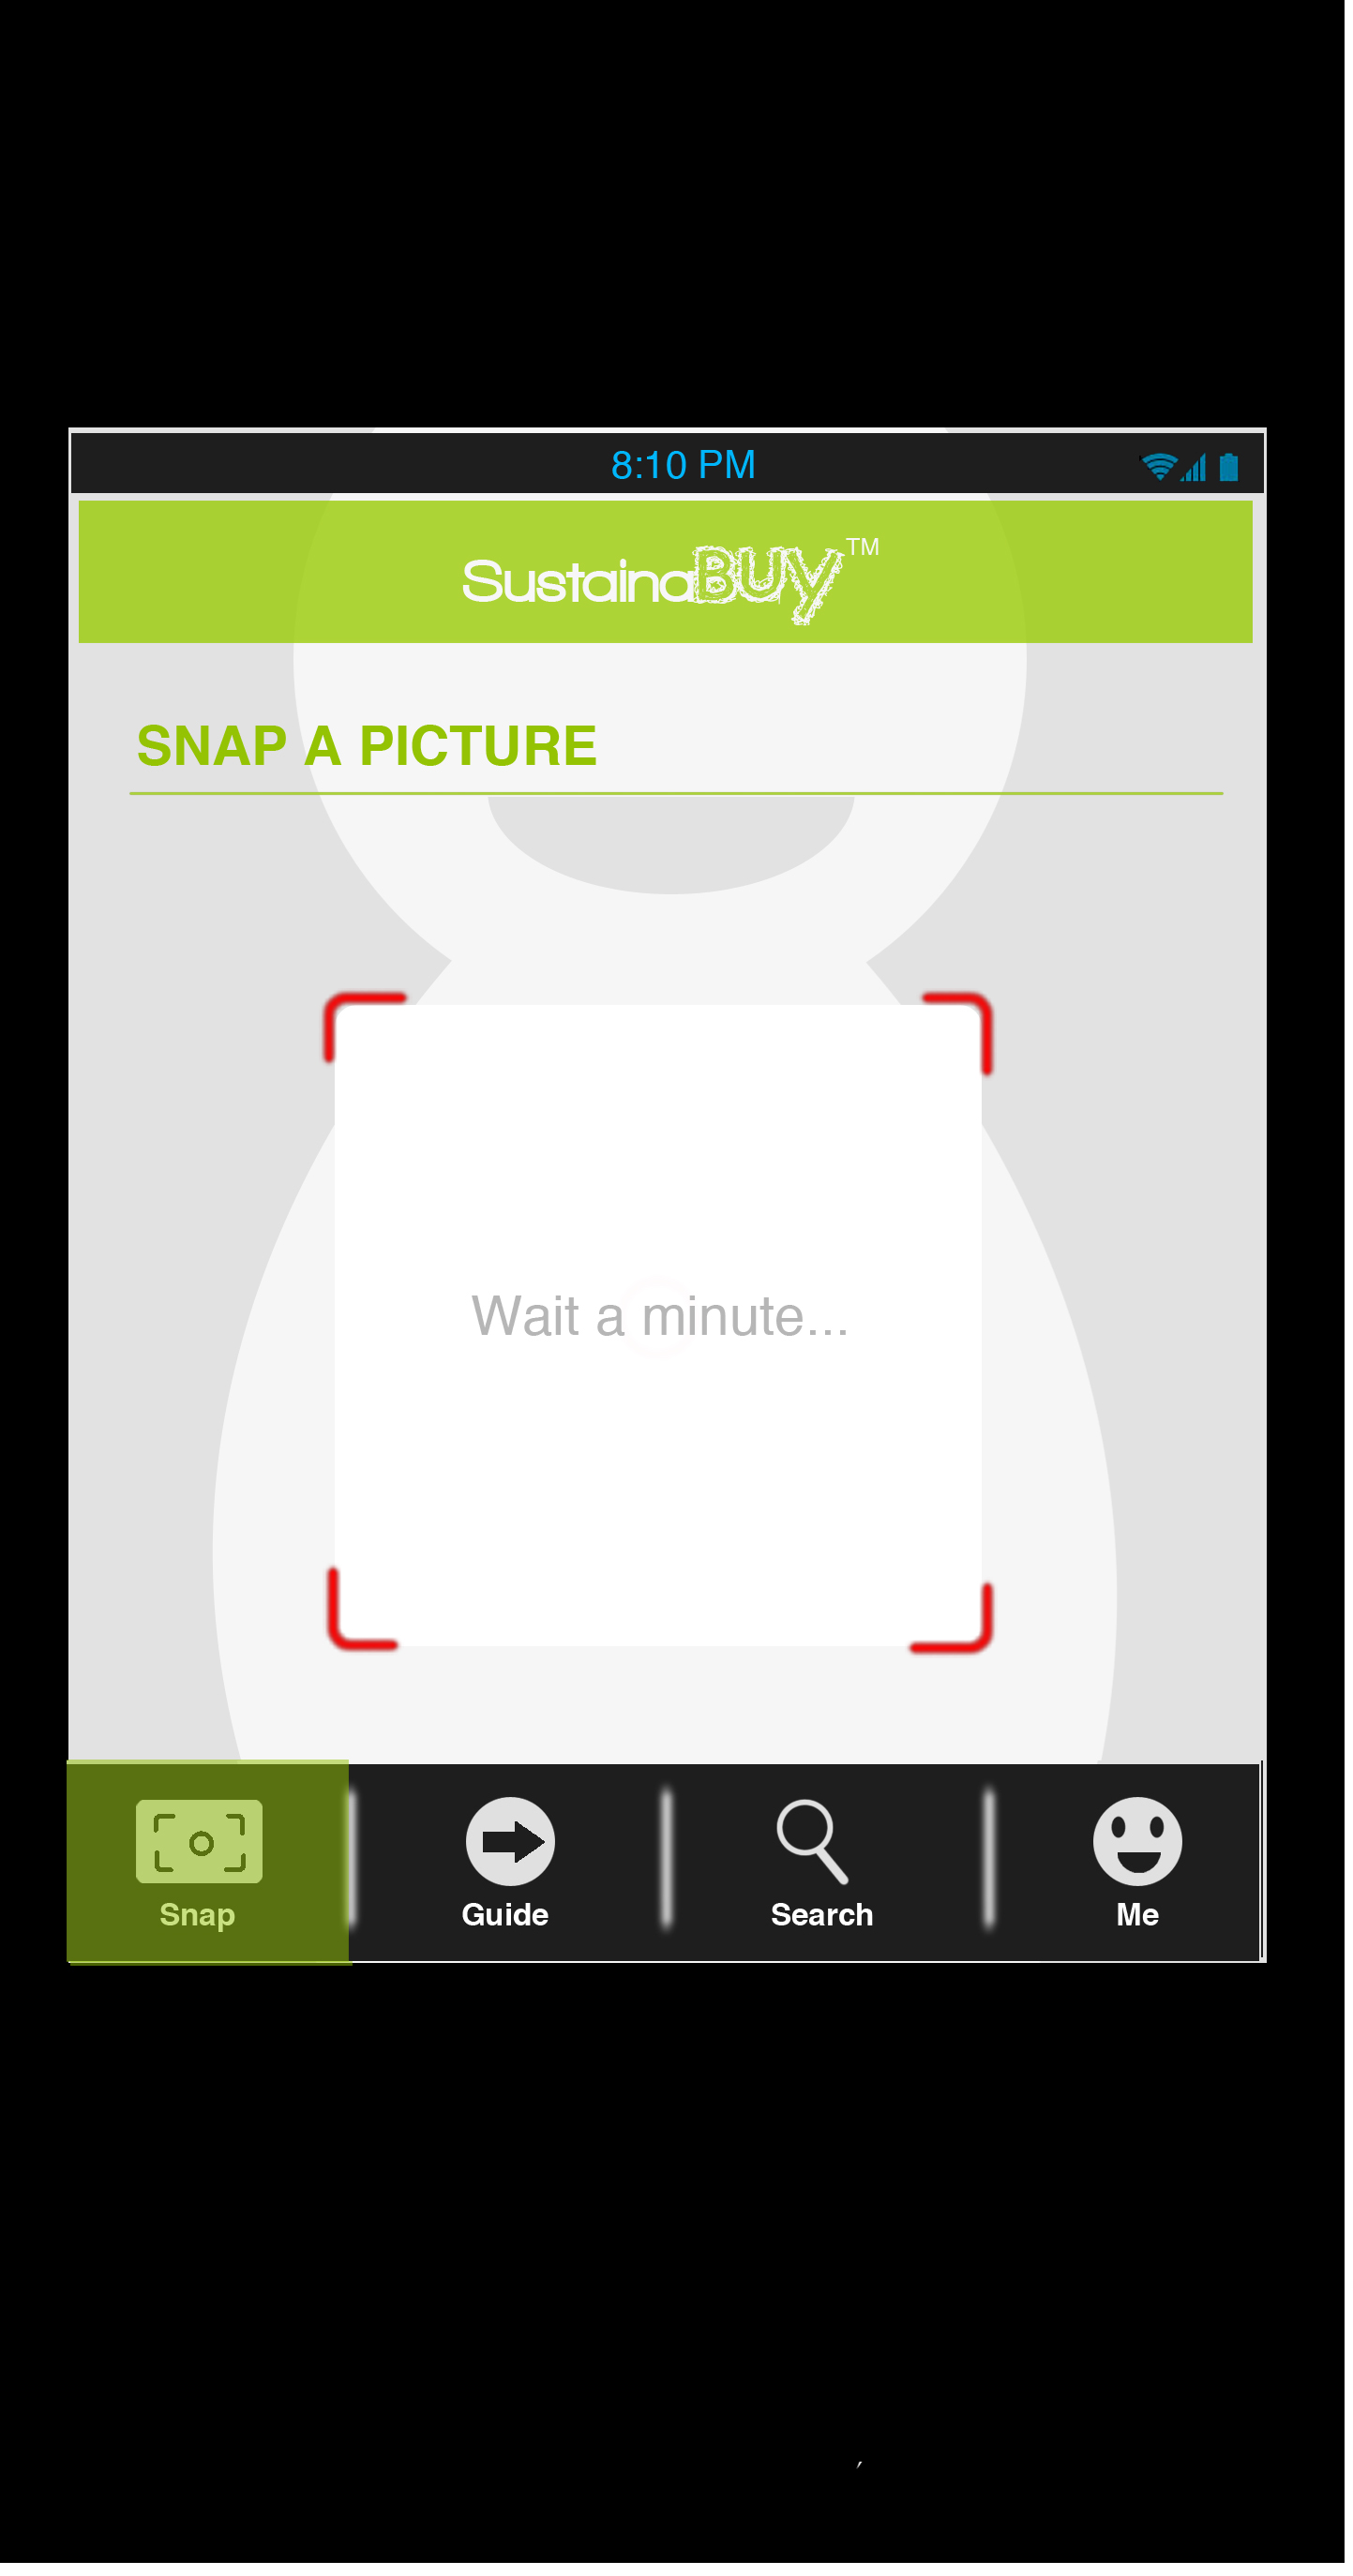 8:10 PM
SustainaBUY™
SNAP A PICTURE
Wait a minute...
Snap
Guide
Search
Me